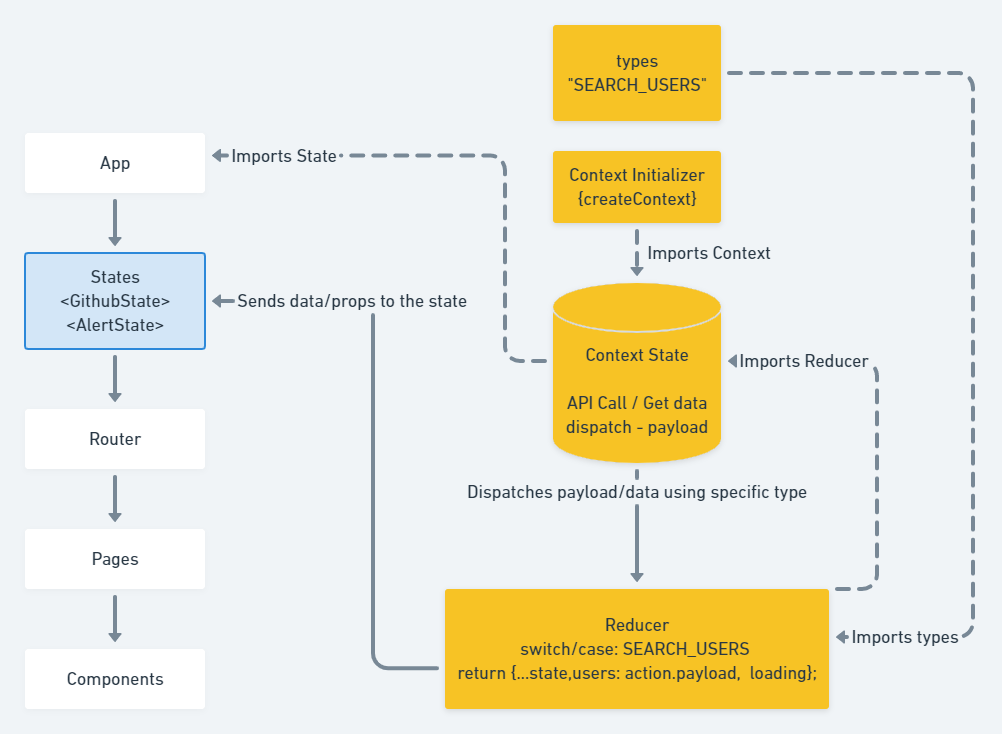 types
"SEARCH_USERS"
App
Imports State
Context Initializer
{createContext}
Imports Context
States
<GithubState>
<AlertState>
Sends data/props to the state
Context State
API Call / Get data
dispatch - payload
Imports Reducer
Router
Dispatches payload/data using specific type
Pages
Reducer
switch/case: SEARCH_USERS
return {...state,users: action.payload,  loading};
Imports types
Components